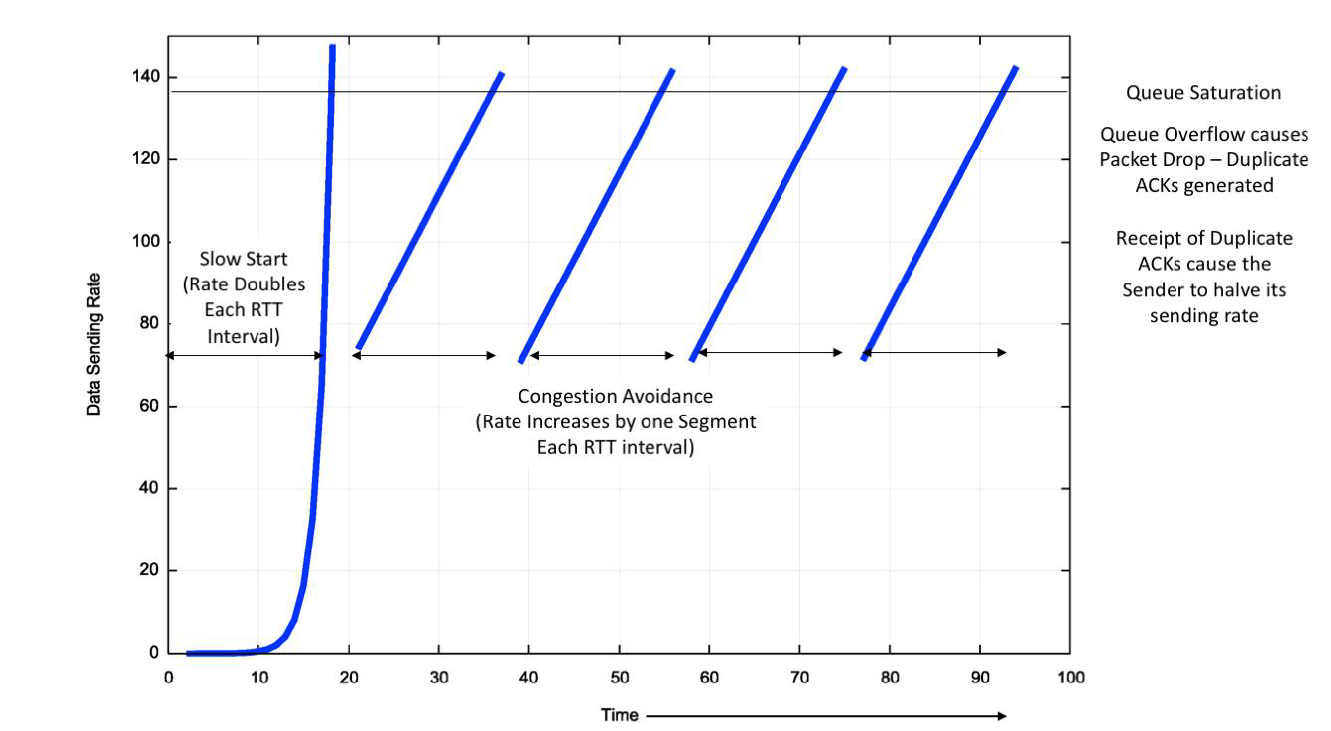 140
120
100
80
60
40
20
0
Data Sending Rate
Slow Start
(Rate Doubles
Each RTT
Interval)
Congestion Avoidance
(Rate Increases by one Segment
Each RTT interval)
0 10 20 30 40 50 60 70 80 90 100
Time
Queue Saturation
Queue Overflow causes
Packet Drop – Duplicate
ACKs generated
Receipt of Duplicate
ACKs cause the
Sender to halve its
sending rate